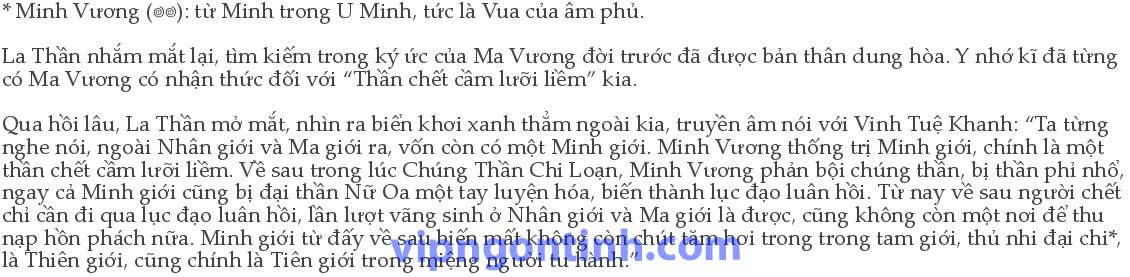 * Minh Vương (๏๏): từ Minh trong U Minh, tức là Vua của âm phủ.
La Thần nhắm mắt lại, tìm kiếm trong ký ức của Ma Vương đời trước đã được bản thân dung hòa. Y nhớ kĩ đã từng
có Ma Vương có nhận thức đối với “Thần chết cầm lưỡi liềm” kia.
Qua hồi lâu, La Thần mở mắt, nhìn ra biển khơi xanh thẳm ngoài kia, truyền âm nói với Vinh Tuệ Khanh: “Ta từng
nghe nói, ngoài Nhân giới và Ma giới ra, vốn còn có một Minh giới. Minh Vương thống trị Minh giới, chính là một
thần chết cầm lưỡi liềm. Về sau trong lúc Chúng Thần Chi Loạn, Minh Vương phản bội chúng thần, bị thần phỉ nhổ,
ngay cả Minh giới cũng bị đại thần Nữ Oa một tay luyện hóa, biến thành lục đạo luân hồi. Từ nay về sau người chết
chỉ cần đi qua lục đạo luân hồi, lần lượt vãng sinh ở Nhân giới và Ma giới là được, cũng không còn một nơi để thu
nạp hồn phách nữa. Minh giới từ đấy về sau biến mất không còn chút tăm hơi trong trong tam giới, thủ nhi đại chi*,
là Thiên giới, cũng chính là Tiên giới trong miệng người tu hành.”
vipngontinh.com